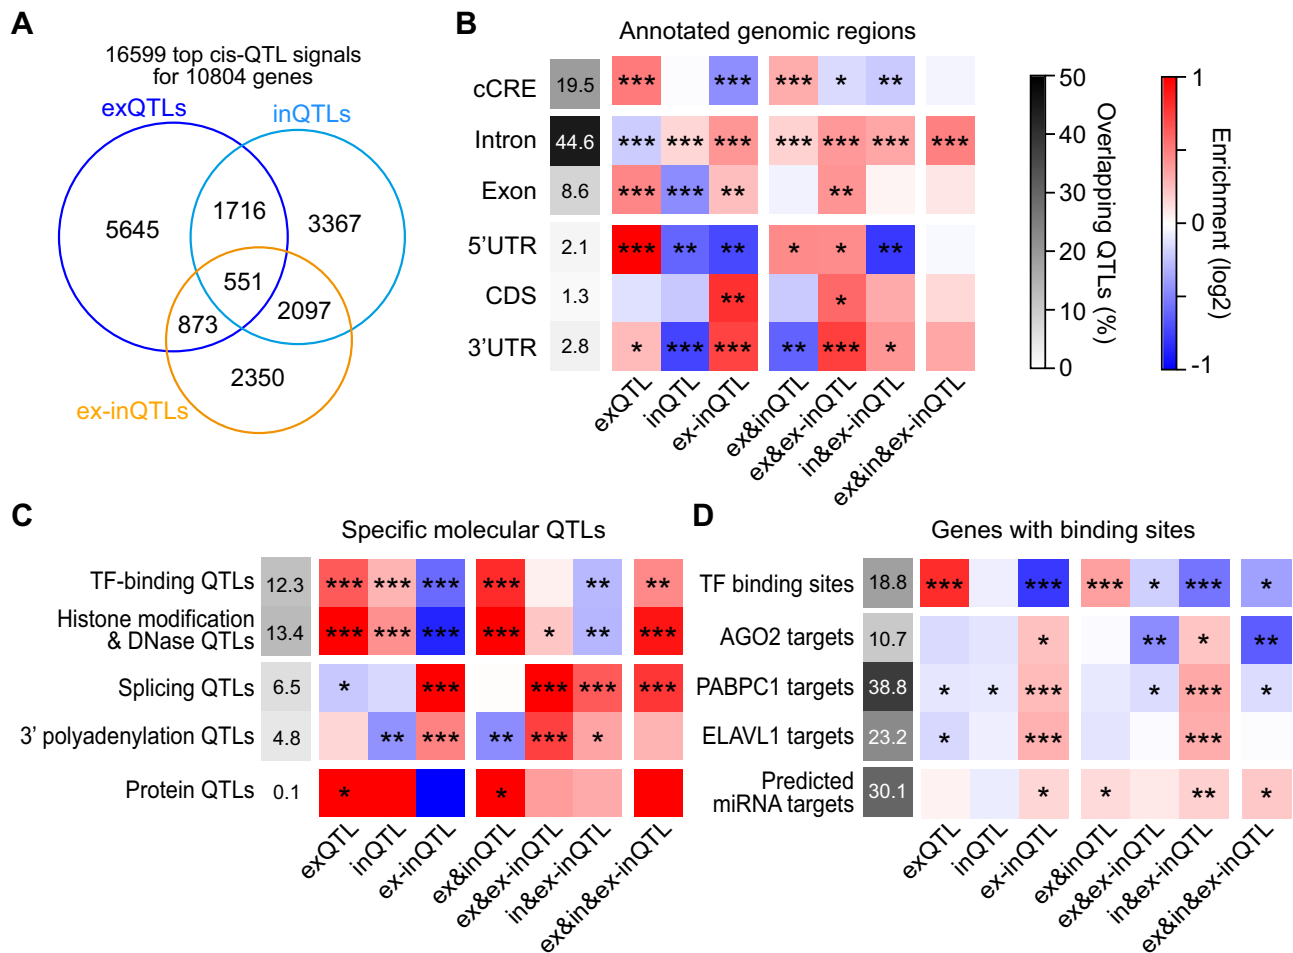 A
16599 top cis-QTL signals
for 10804 genes
exQTLs
inQTLs
5645
1716
3367
551
873
2097
2350
ex-inQTLs
B
Annotated genomic regions
cCRE 19.5 *** *** *** * **
Intron 44.6 *** *** *** *** *** *** ***
Exon 8.6 *** *** ** **
5’UTR 2.1 *** ** ** * * **
CDS 1.3 ** *
3’UTR 2.8 * *** *** ** *** *
exQTL
inQTL
ex-inQTL
ex&inQTL
ex&ex-inQTL
in&ex-inQTL
ex&in&ex-inQTL
50
40
30
20
10
0
Overlapping QTLs (%)
1
0
-1
Enrichment (log2)
C
Specific molecular QTLs
TF-binding QTLs 12.3 *** *** *** *** ** **
Histone modification
& DNase QTLs 13.4 *** *** *** *** * ** ***
Splicing QTLs 6.5 * *** *** *** ***
3’ polyadenylation QTLs 4.8 ** *** ** *** *
Protein QTLs 0.1 * *
exQTL
inQTL
ex-inQTL
ex&inQTL
ex&ex-inQTL
in&ex-inQTL
ex&in&ex-inQTL
D
Genes with binding sites
TF binding sites 18.8 *** *** *** * *** *
AGO2 targets 10.7 * ** * **
PABPC1 targets 38.8 * * *** * *** *
ELAVL1 targets 23.2 * *** ***
Predicted
miRNA targets 30.1 * * ** *
exQTL
inQTL
ex-inQTL
ex&inQTL
ex&ex-inQTL
in&ex-inQTL
ex&in&ex-inQTL